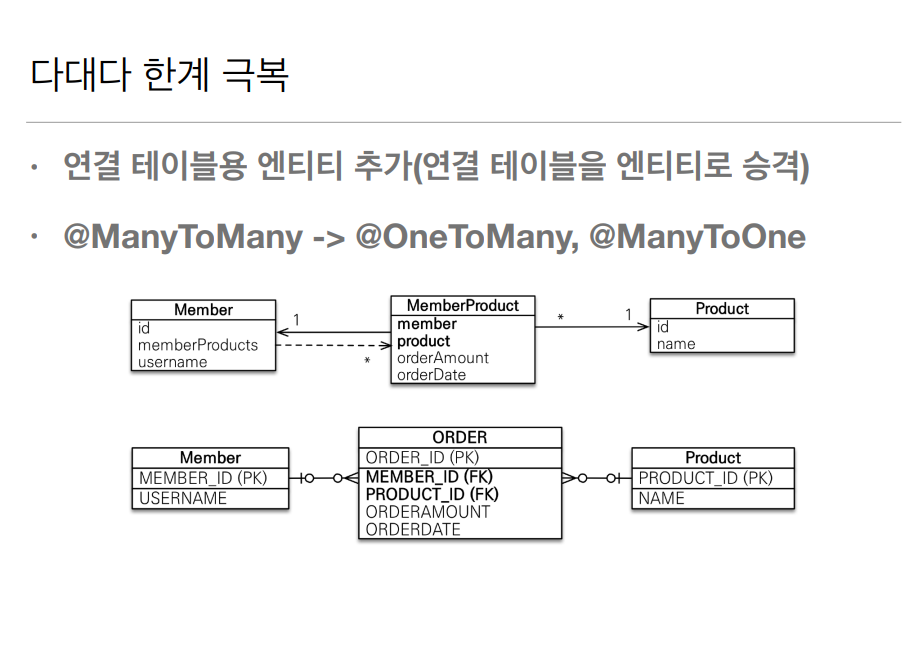 다대다 한계 극복
• 연결 테이블용 엔티티 추가(연결 테이블을 엔티티로 승격)
• @ManyToMany -> @OneToMany, @ManyToOne
Member
id
memberProducts
username
1
*
MemberProduct
member
product
orderAmount
orderDate
*
1
Product
id
name
Member
MEMBER_ID (PK)
USERNAME
ORDER
ORDER_ID (PK)
MEMBER_ID (FK)
PRODUCT_ID (FK)
ORDERAMOUNT
ORDERDATE
Product
PRODUCT_ID (PK)
NAME